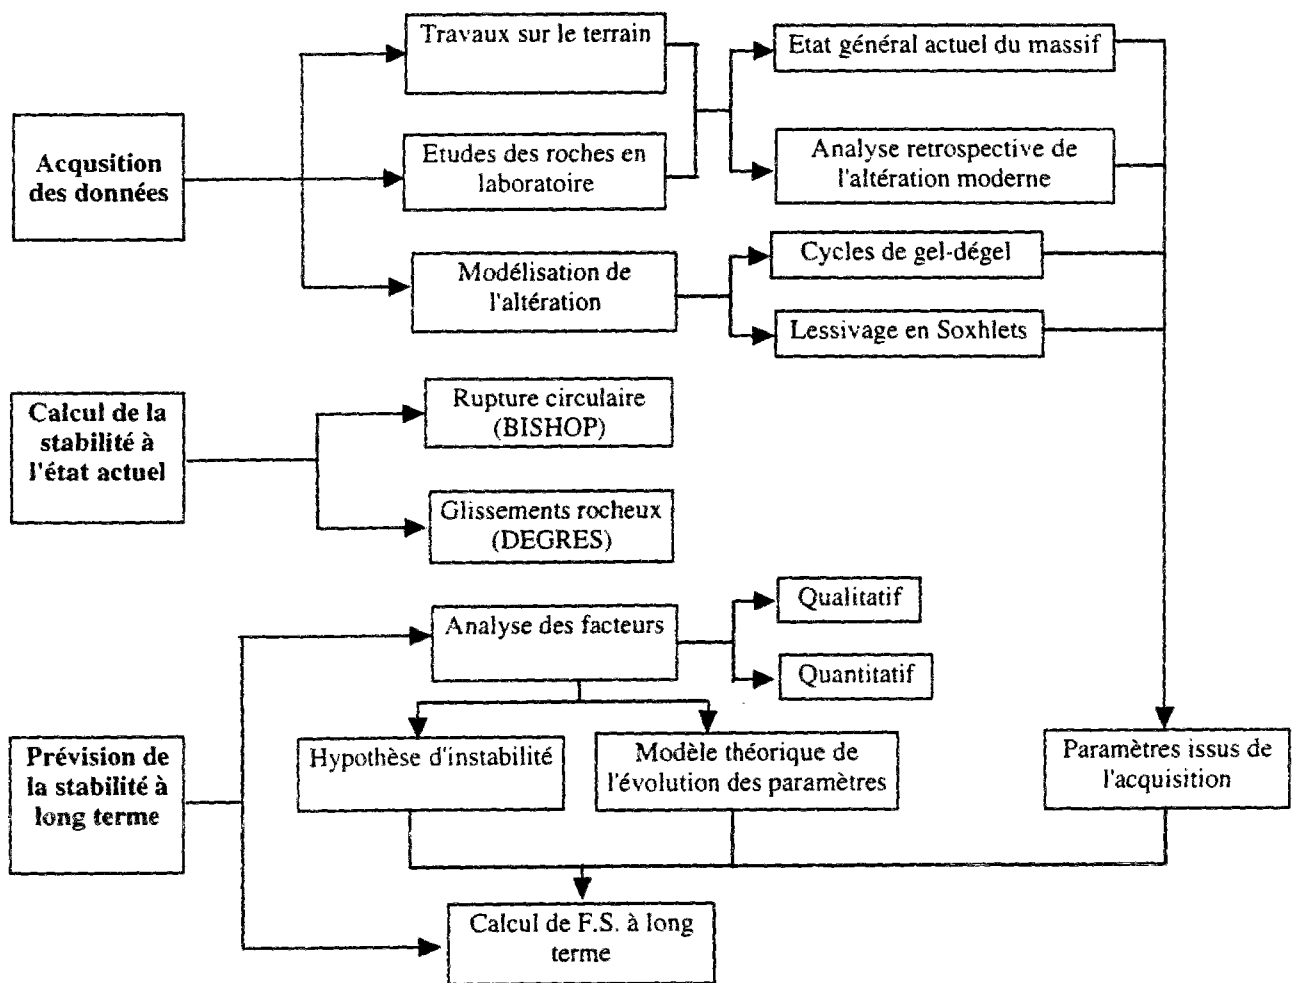 Travaux sur le terrain
Etat général actuel du massif
Acqusition
des données
Etudes des roches en
laboratoire
Analyse retrospective de
l'altération moderne
Modélisation de
l'altération
Cycles de gel-dégel
Lessivage en Soxhlets
Calcul de la
stabilité à
l'état actuel
Rupture circulaire
(BISHOP)
Glissements rocheux
(DEGRES)
Analyse des facteurs
Qualitatif
Quantitatif
Prévision de
la stabilité à
long terme
Hypothèse d'instabilité
Modèle théorique de
l'évolution des paramètres
Paramètres issus de
l'acquisition
Calcul de F.S. à long
terme